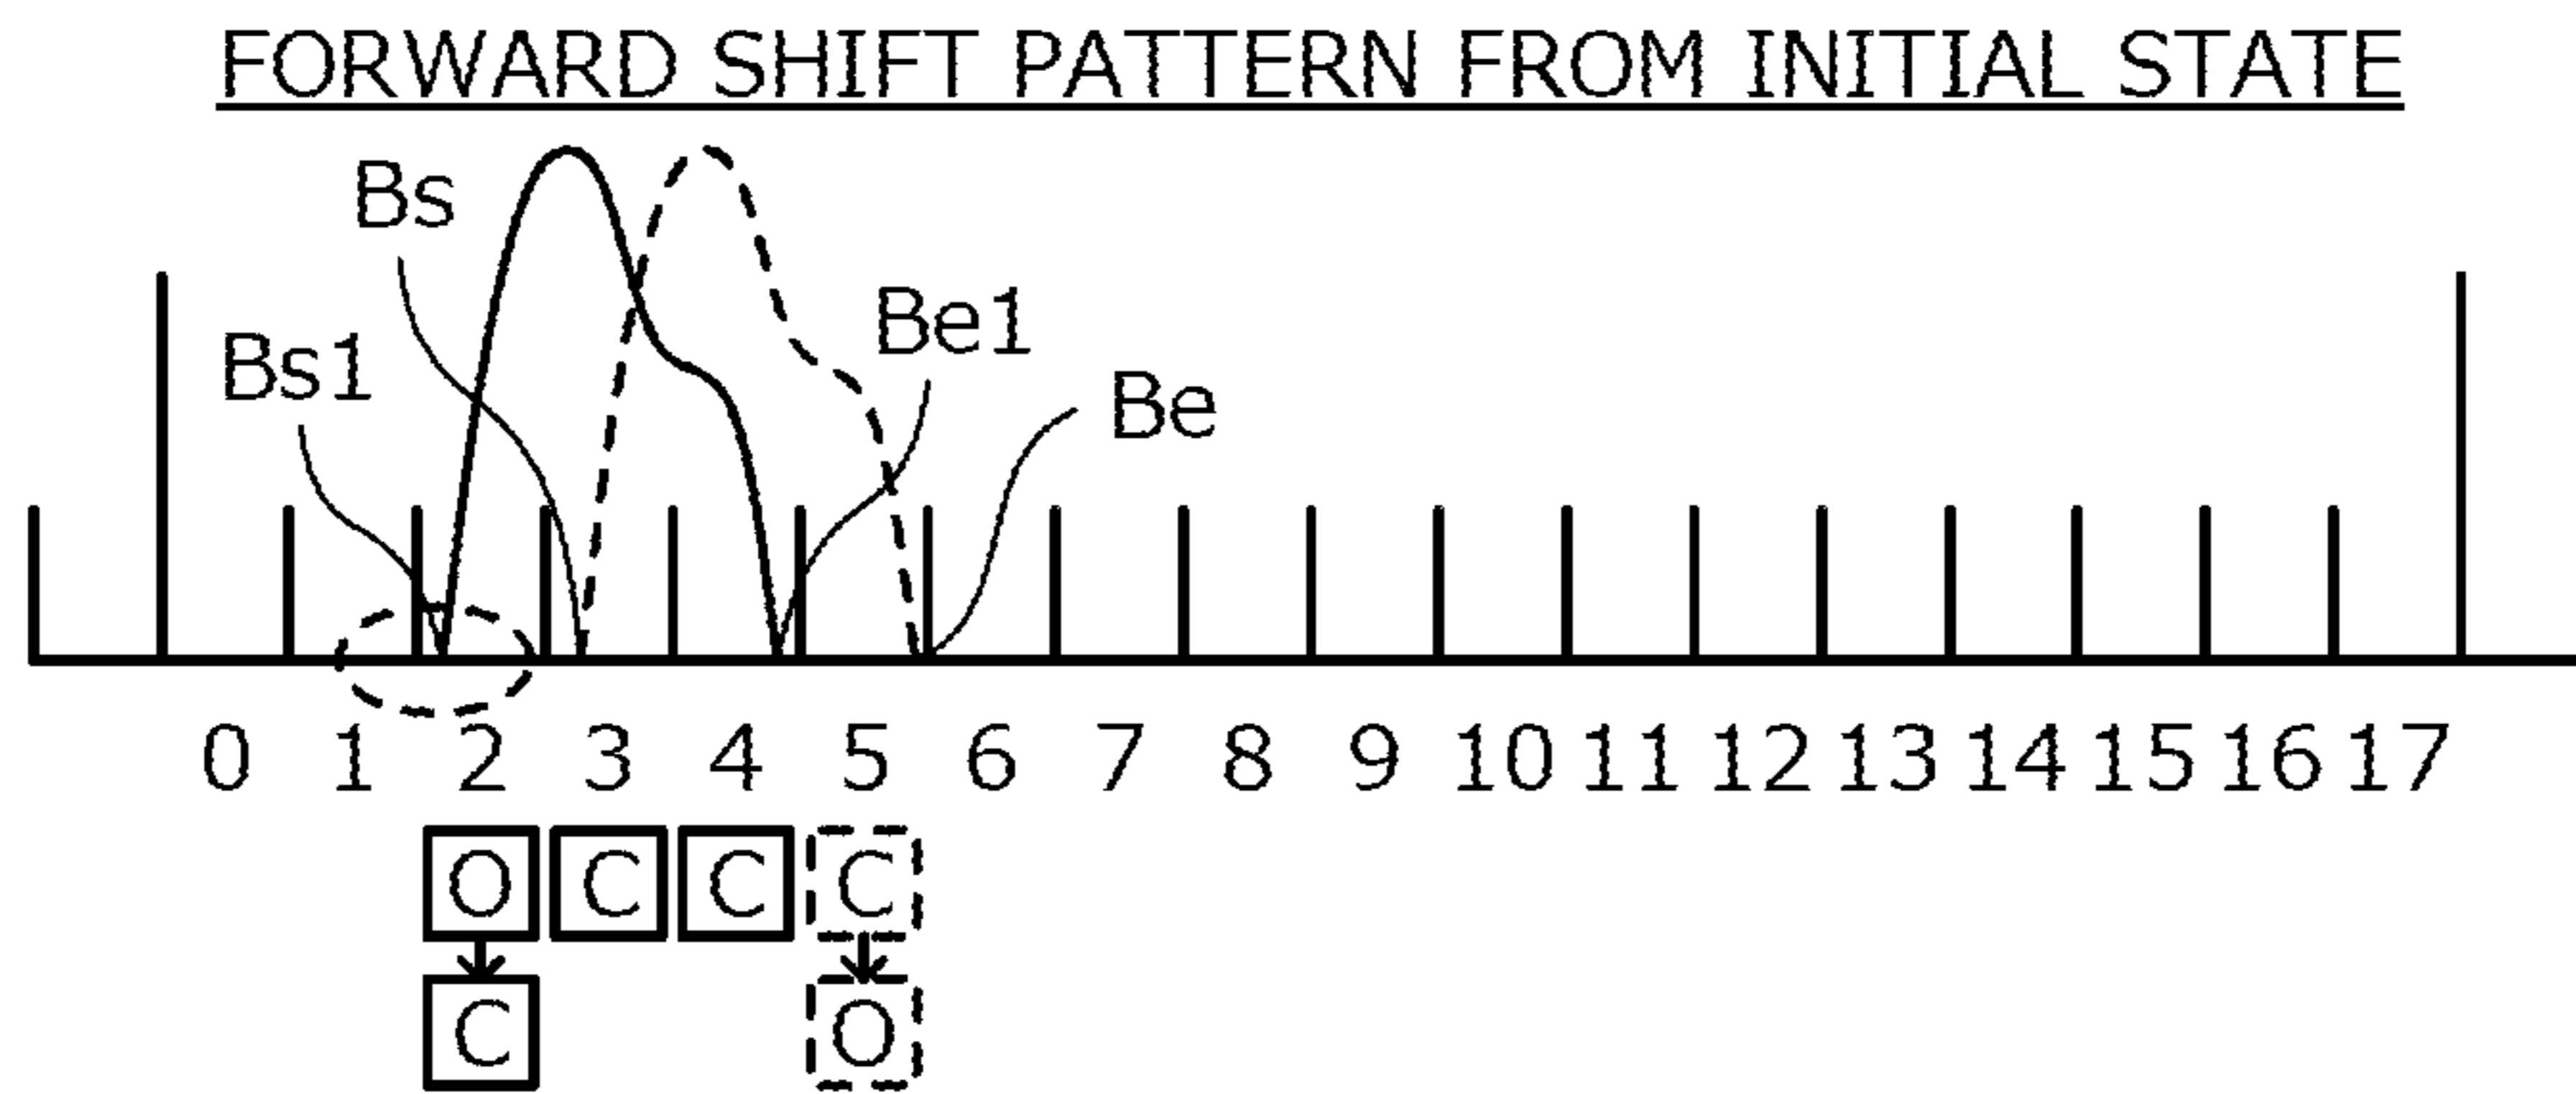 FORWARD SHIFT PATTERN FROM INITIAL STATE
Bs
Bs1
Be1
Be
0 1 2 3 4 5 6 7 8 9 10 11 12 13 14 15 16 17
O C C C
C O